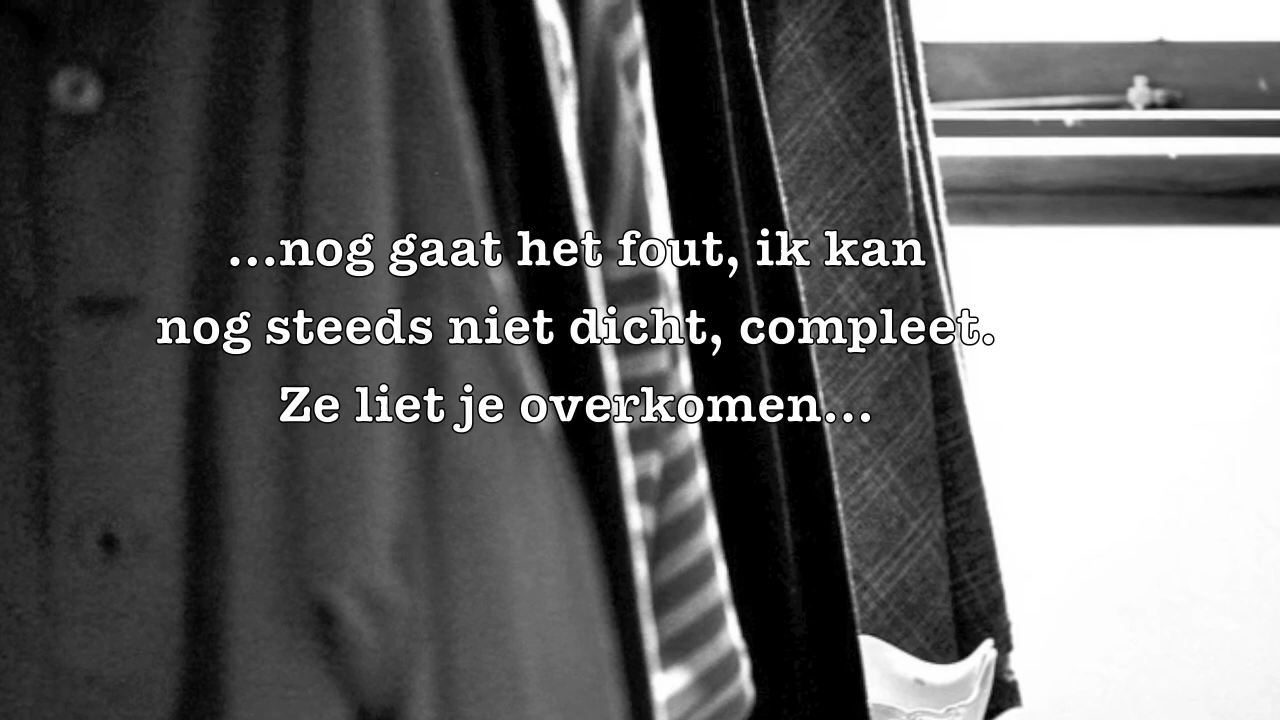 ...nog gaat het fout, ik kan
nog steeds niet dicht, compleet.
Ze liet je overkomen...